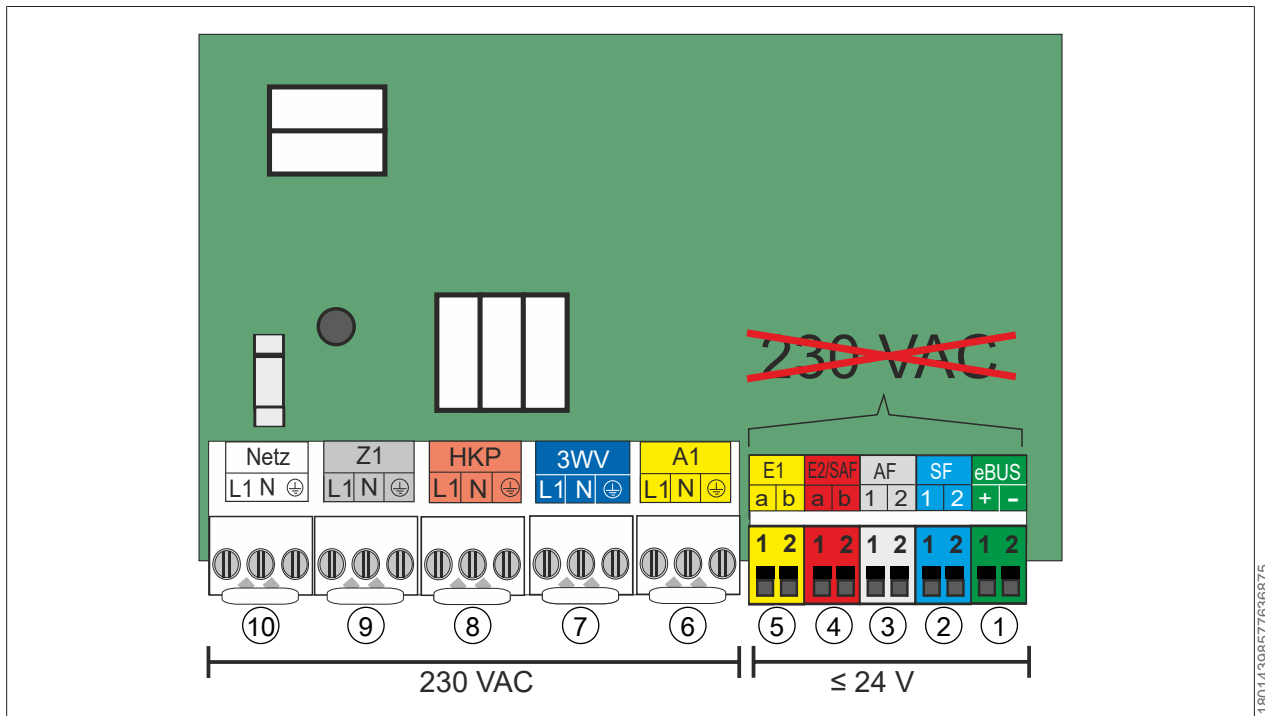 230 VAC
Netz Z1 HKP 3WV A1
L1 N ⏚ L1 N ⏚ L1 N ⏚ L1 N ⏚ L1 N ⏚
E1 E2/SAF AF SF eBUS
a b a b 1 2 1 2 + -
1 2 1 2 1 2 1 2 1 2
⑩ ⑨ ⑧ ⑦ ⑥ ⑤ ④ ③ ② ①
230 VAC ≤ 24 V
18014398577636875